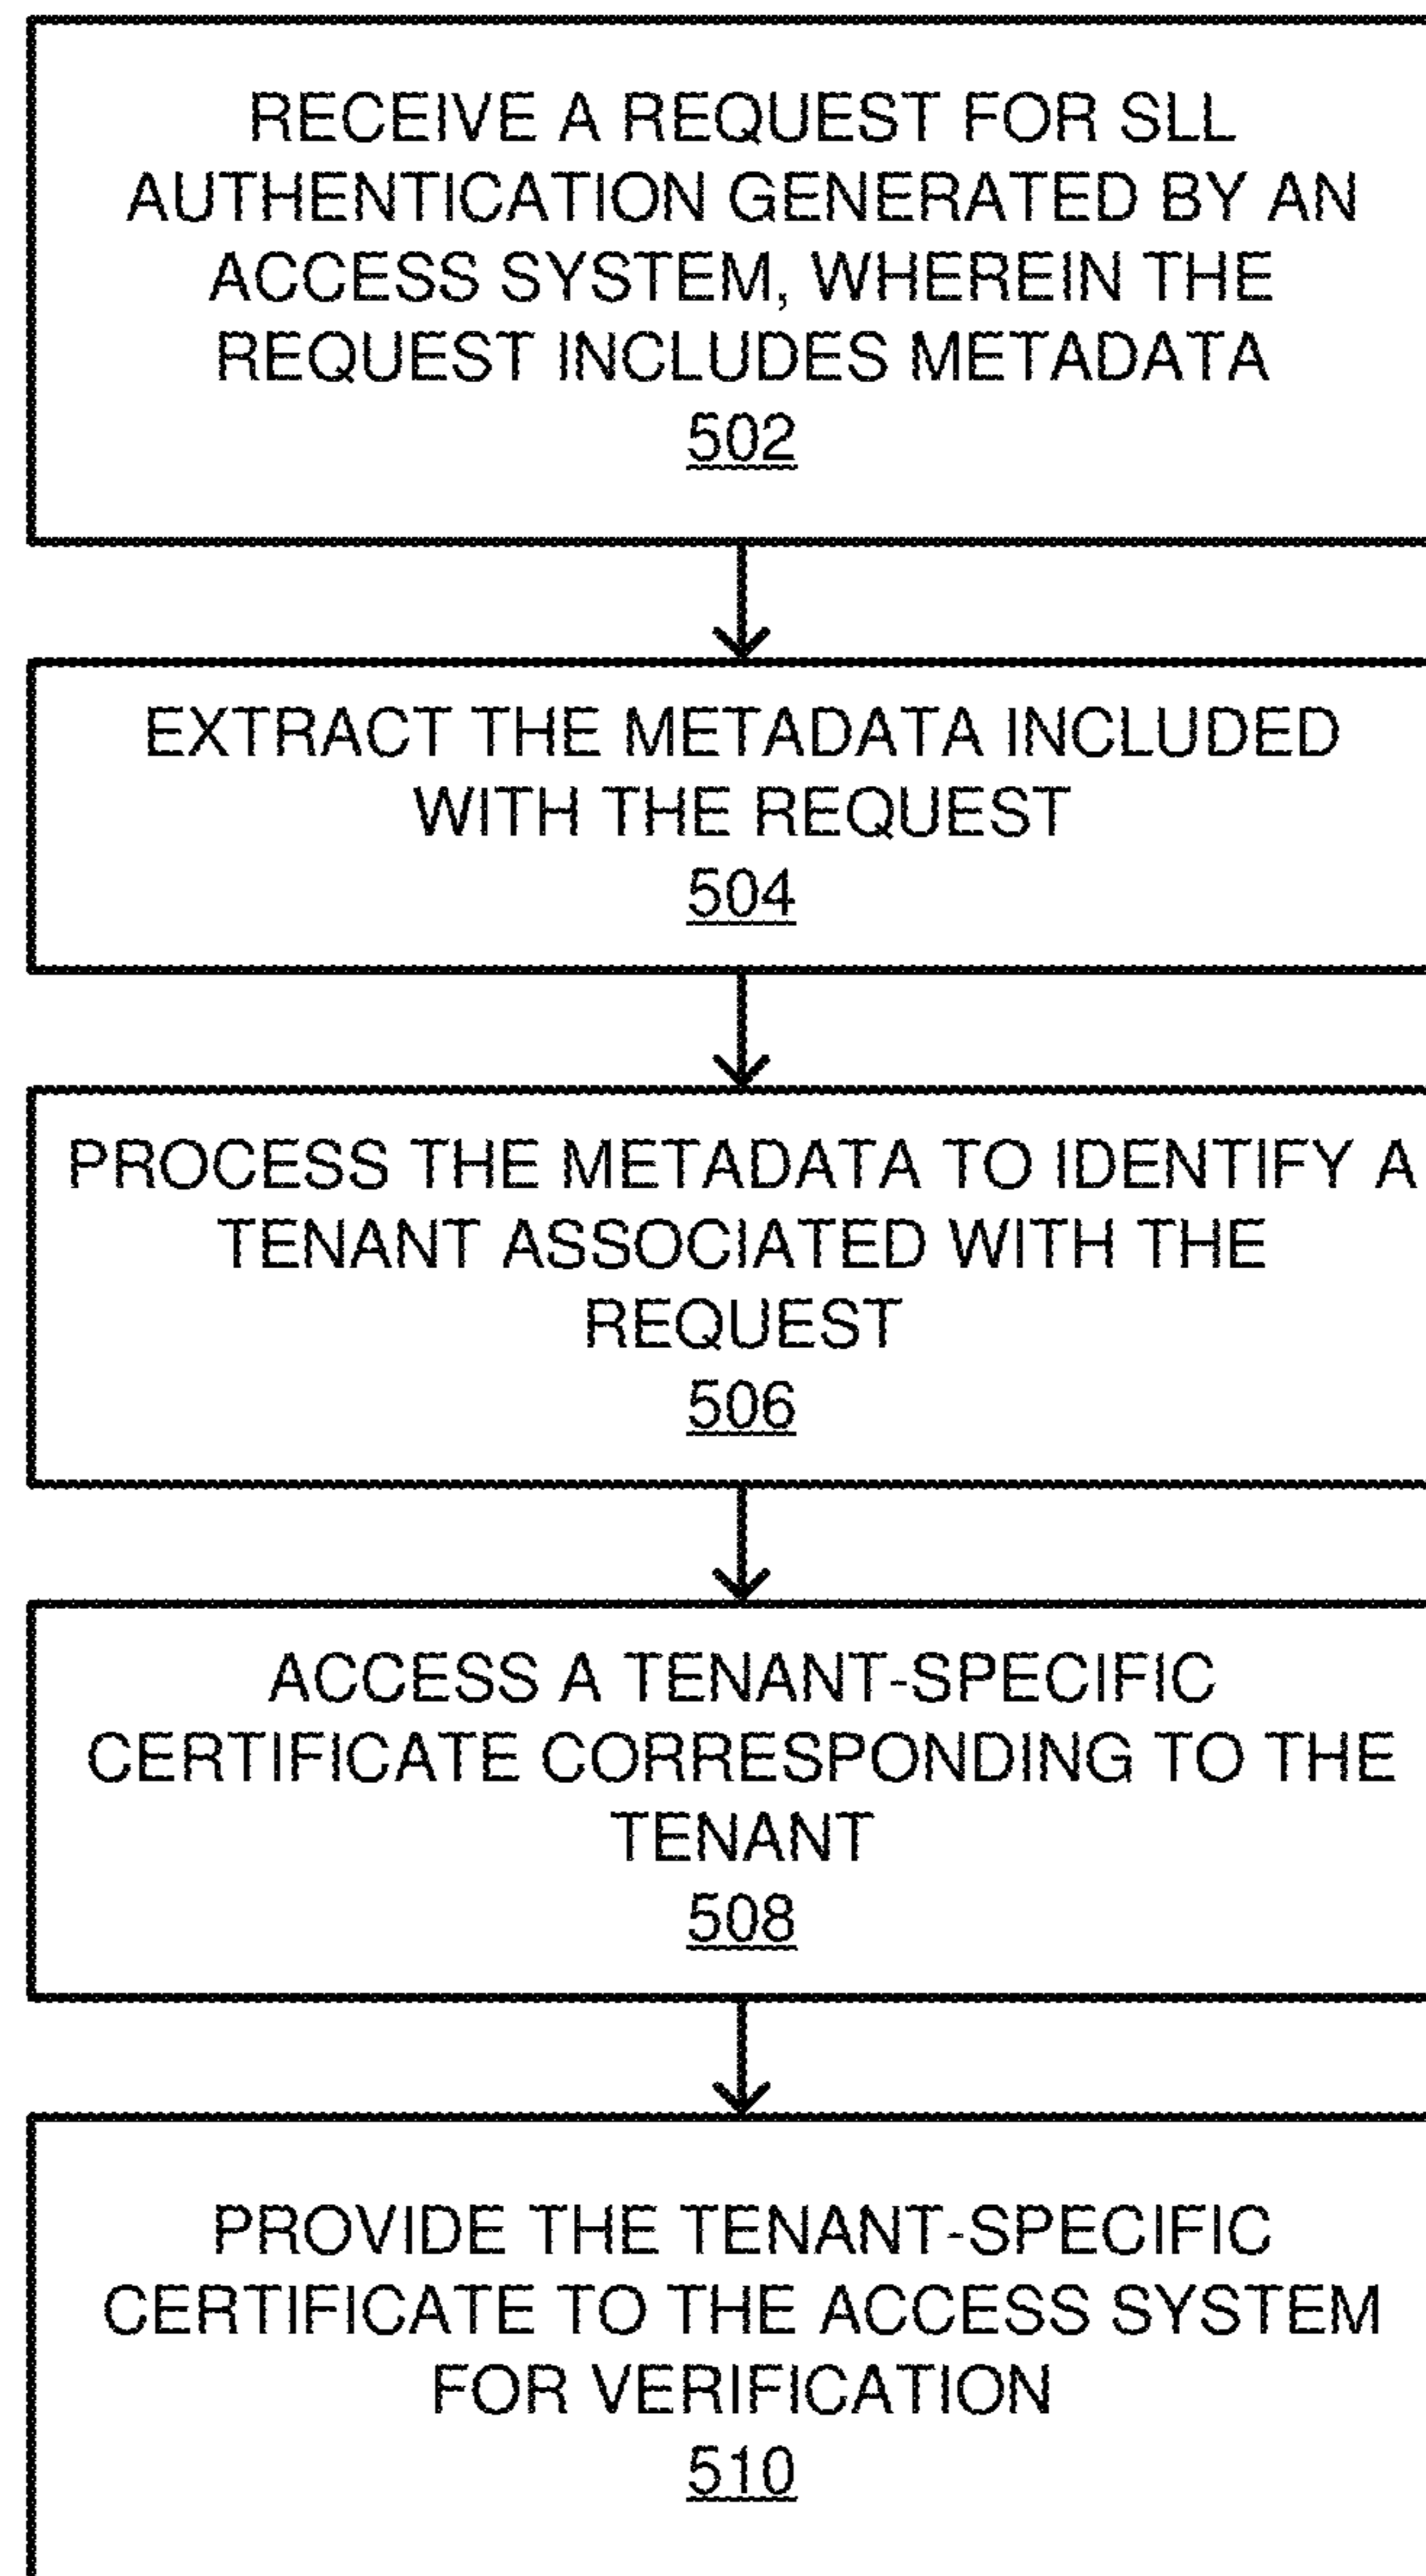 RECEIVE A REQUEST FOR SLL
AUTHENTICATION GENERATED BY AN
ACCESS SYSTEM, WHEREIN THE
REQUEST INCLUDES METADATA
502
EXTRACT THE METADATA INCLUDED
WITH THE REQUEST
504
PROCESS THE METADATA TO IDENTIFY A
TENANT ASSOCIATED WITH THE
REQUEST
506
ACCESS A TENANT-SPECIFIC
CERTIFICATE CORRESPONDING TO THE
TENANT
508
PROVIDE THE TENANT-SPECIFIC
CERTIFICATE TO THE ACCESS SYSTEM
FOR VERIFICATION
510